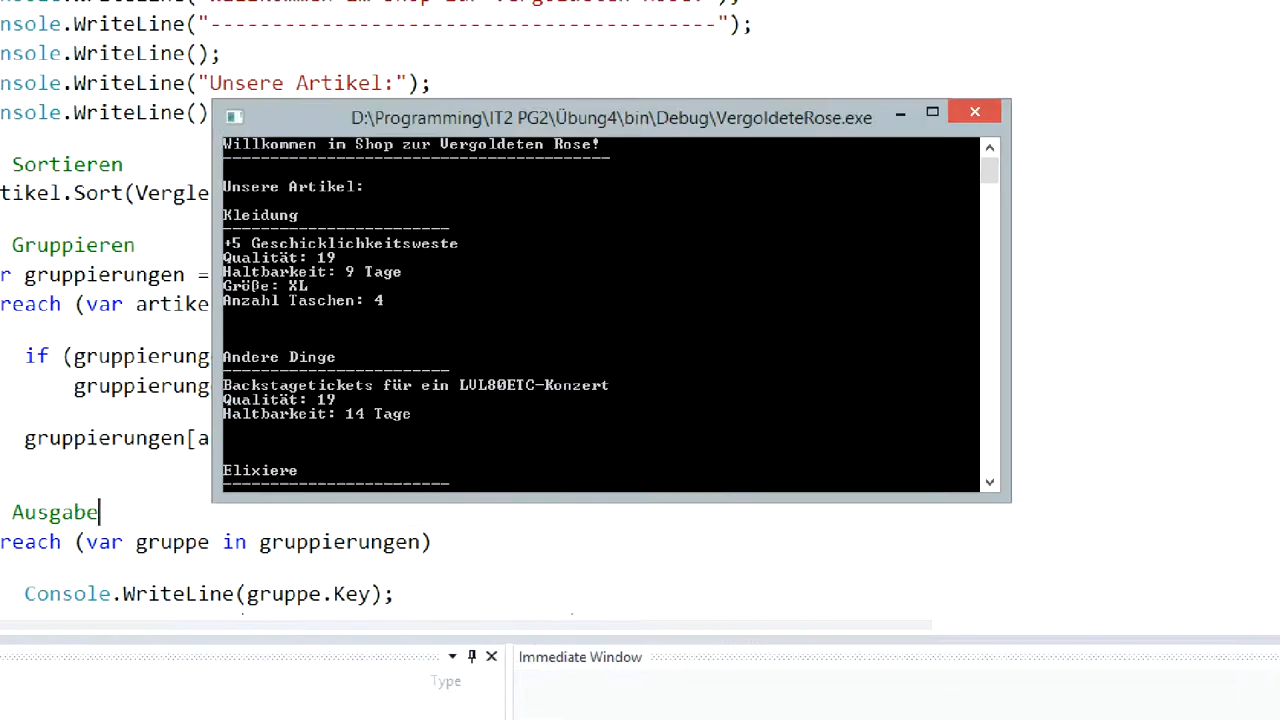 nsole.WriteLine("-----------------------------------------");
nsole.WriteLine();
nsole.WriteLine("Unsere Artikel:");
nsole.WriteLine()
Sortieren
tikel.Sort(Vergle
Gruppieren
r gruppierungen =
reach (var artike
if (gruppierung
gruppierung
gruppierungen[a
Ausgabe
reach (var gruppe in gruppierungen)
Console.WriteLine(gruppe.Key);
D:\Programming\IT2 PG2\Übung4\bin\Debug\VergoldeteRose.exe
Willkommen im Shop zur Vergoldeten Rose!
-----------------------------------------
Unsere Artikel:
Kleidung
------------------------
+5 Geschicklichkeitsweste
Qualität: 19
Haltbarkeit: 9 Tage
Größe: XL
Anzahl Taschen: 4
Andere Dinge
------------------------
Backstagetickets für ein LVL80ETC-Konzert
Qualität: 19
Haltbarkeit: 14 Tage
Elixiere
------------------------
Type
Immediate Window